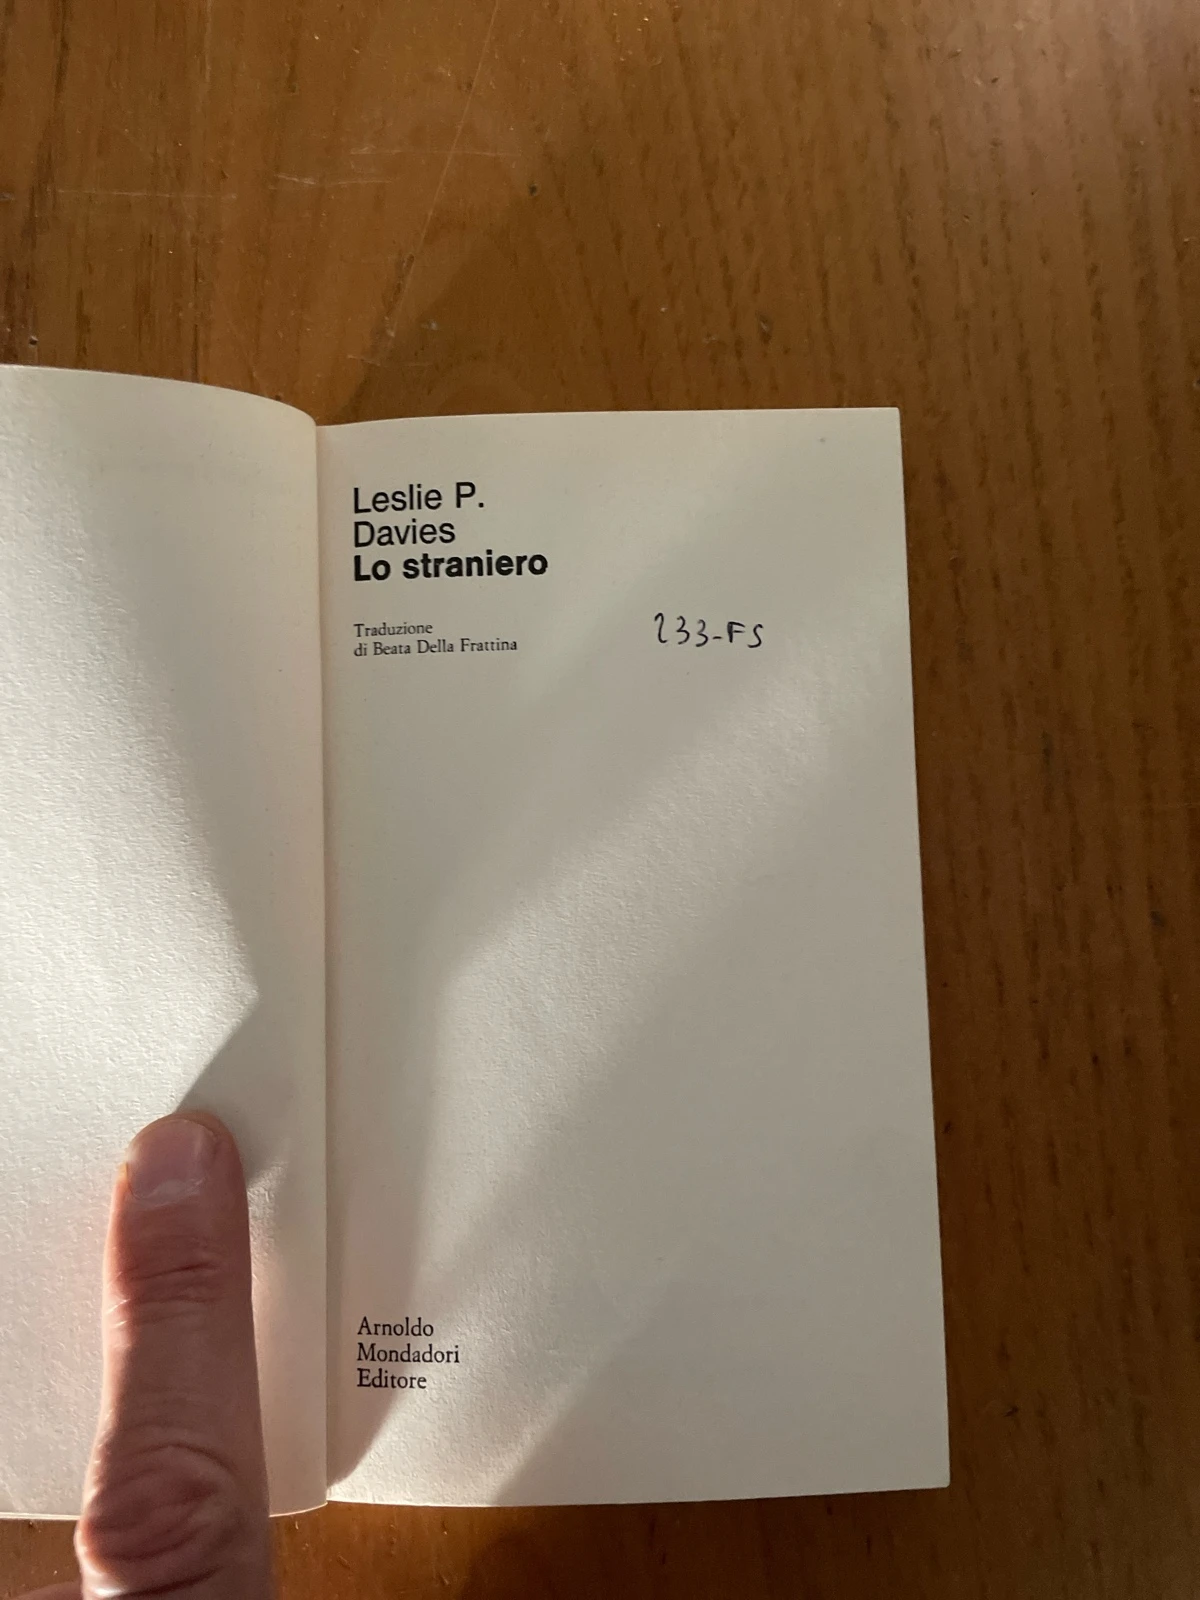 Leslie P.
Davies
Lo straniero
Traduzione
di Beata Della Frattina
233-FS
Arnoldo
Mondadori
Editore